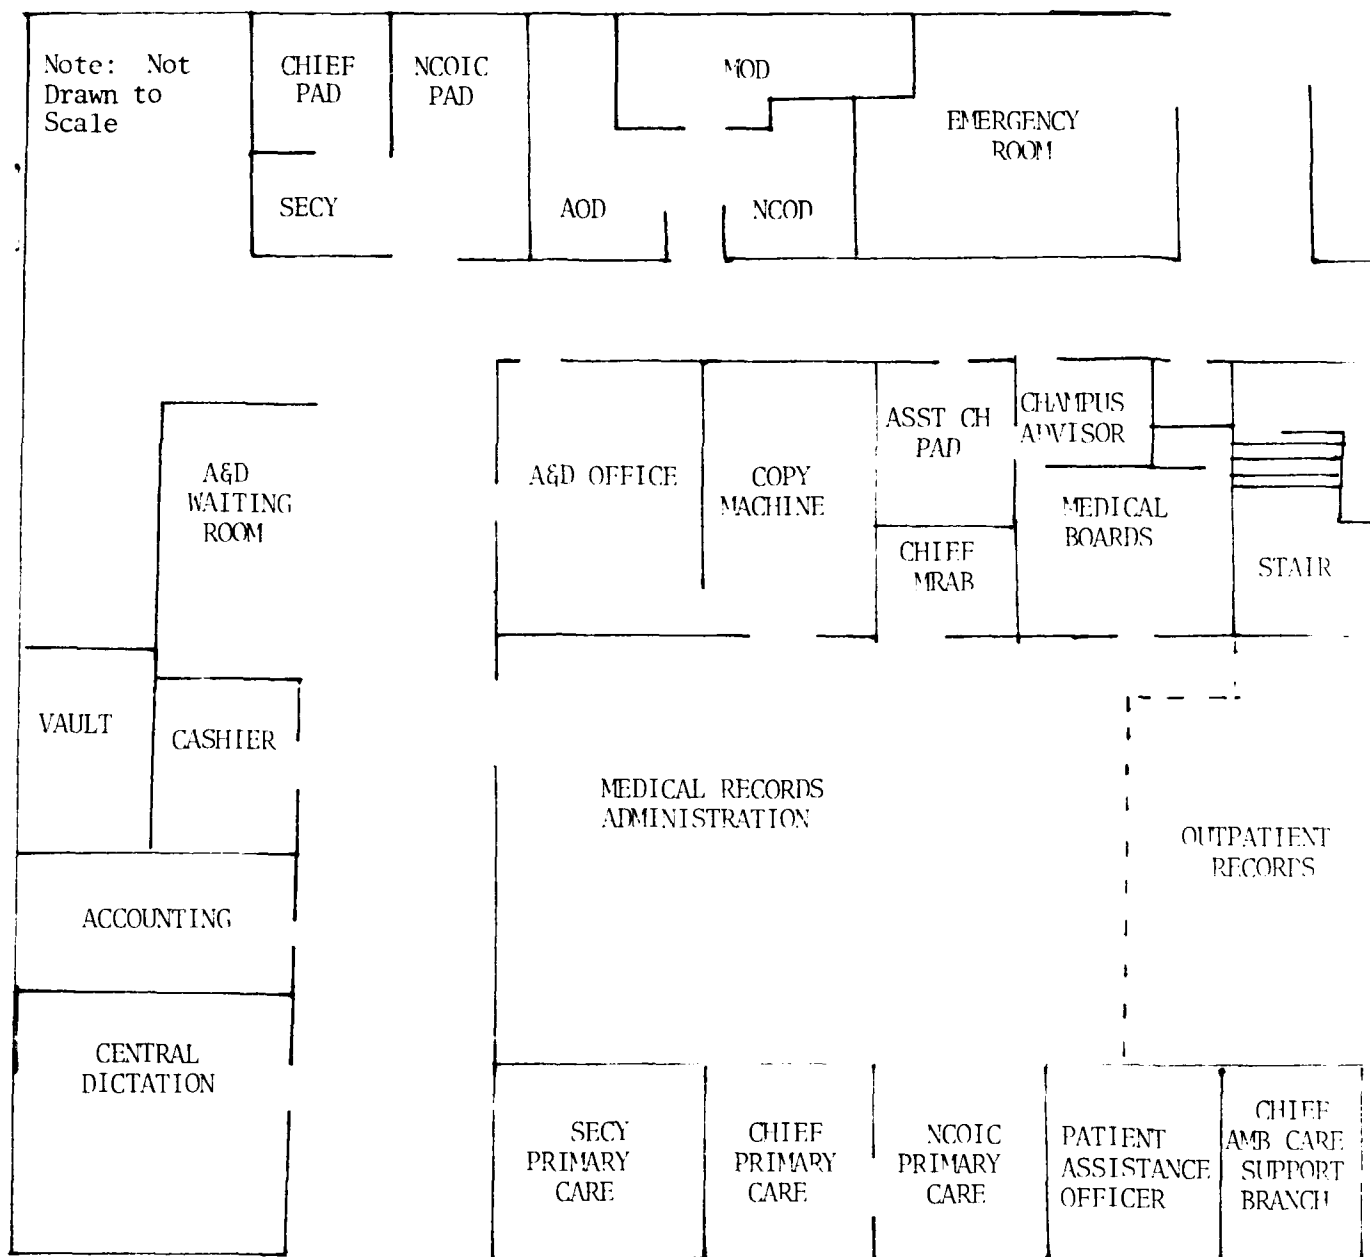 Note: Not
Drawn to
Scale
CHIEF
PAD
NCOIC
PAD
MOD
EMERGENCY
ROOM
SECY
AOD
NCOD
A&D
WAITING
ROOM
A&D OFFICE
COPY
MACHINE
ASST CH
PAD
CHAMPUS
ADVISOR
CHIEF
MRAB
MEDICAL
BOARDS
STAIR
VAULT
CASHIER
MEDICAL RECORDS
ADMINISTRATION
OUTPATIENT
RECORDS
ACCOUNTING
CENTRAL
DICTATION
SECY
PRIMARY
CARE
CHIEF
PRIMARY
CARE
NCOIC
PRIMARY
CARE
PATIENT
ASSISTANCE
OFFICER
CHIEF
AMB CARE
SUPPORT
BRANCH